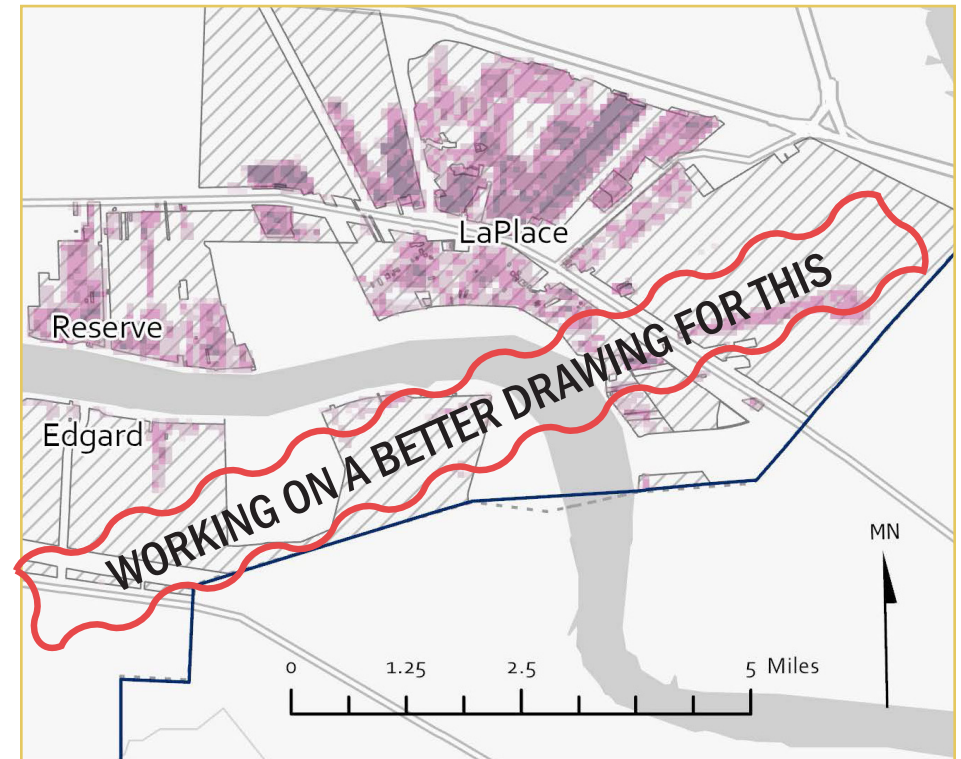 LaPlace
Reserve
Edgard
WORKING ON A BETTER DRAWING FOR THIS
MN
0 1.25 2.5 5 Miles